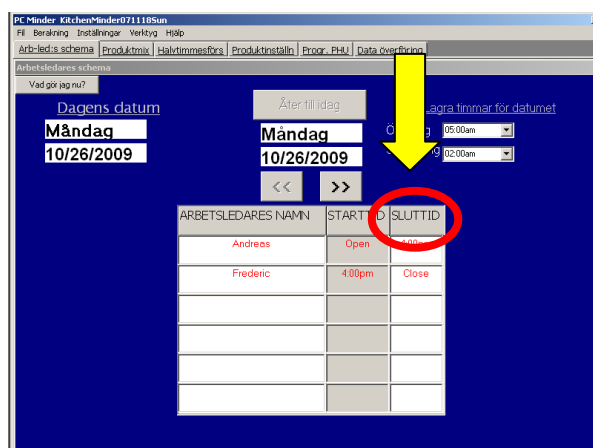 PC Minder KitchenMinder071118Sun
Fil Berakning Inställningar Verktyg Hjälp
Arb-led:s schema Produktmix Halvtimmesförs Produktinställn Progr. PHU Data överföring
Arbetsledares schema
Vad gör jag nu?
Dagens datum
Åter till idag
Lagra timmar för datumet
Måndag
Måndag
05:00am
10/26/2009
10/26/2009
02:00am
<< >>
ARBETSLEDARES NAMN STARTTID SLUTTID
Andreas Open 4:00pm
Frederic 4:00pm Close